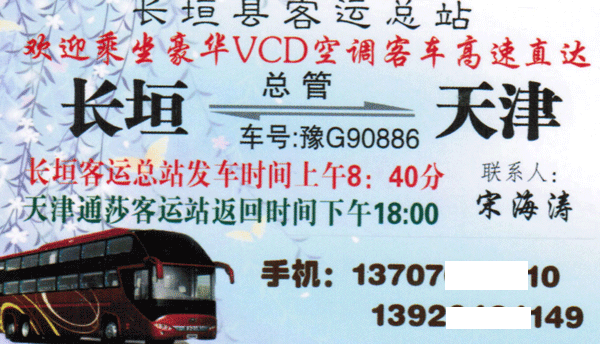 长垣县客运总站
欢迎乘坐豪华VCD空调客车高速直达
总管
长垣 天津
车号:豫G90886
长垣客运总站发车时间上午8：40分
天津通莎客运站返回时间下午18:00
联系人：
宋海涛
手机：13707 10
1392 149